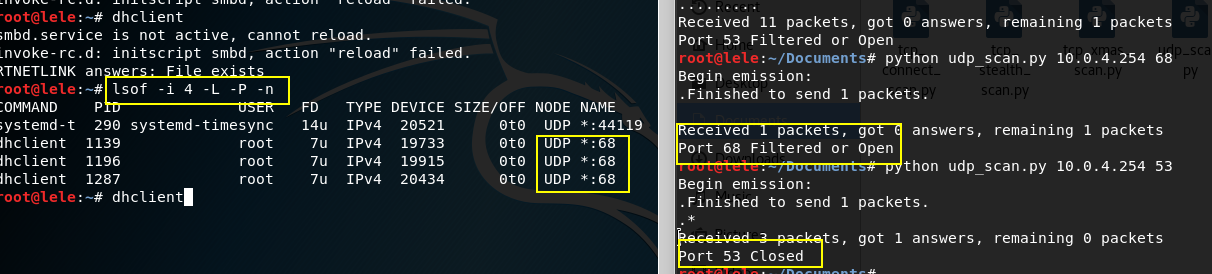 invoke-rc.d: initscript smbd, action "reload" failed.
root@lele:~# dhclient
smbd.service is not active, cannot reload.
invoke-rc.d: initscript smbd, action "reload" failed.
RTNETLINK answers: File exists
root@lele:~# lsof -i 4 -L -P -n
COMMAND    PID            USER   FD   TYPE DEVICE SIZE/OFF NODE NAME
systemd-t  290 systemd-timesync   14u  IPv4  20521      0t0  UDP *:44119
dhclient  1139            root    7u  IPv4  19733      0t0  UDP *:68
dhclient  1196            root    7u  IPv4  19915      0t0  UDP *:68
dhclient  1287            root    7u  IPv4  20434      0t0  UDP *:68
root@lele:~# dhclient
..........
Received 11 packets, got 0 answers, remaining 1 packets
Port 53 Filtered or Open
root@lele:~/Documents# python udp_scan.py 10.0.4.254 68
Begin emission:
.Finished to send 1 packets.
Received 1 packets, got 0 answers, remaining 1 packets
Port 68 Filtered or Open
root@lele:~/Documents# python udp_scan.py 10.0.4.254 53
Begin emission:
.Finished to send 1 packets.
.*
Received 3 packets, got 1 answers, remaining 0 packets
Port 53 Closed
root@lele:~/Documents#
tcp_
connect_
scan.py
tcp_
stealth_
scan.py
tcp_xmas_
scan.py
udp_scan.
py